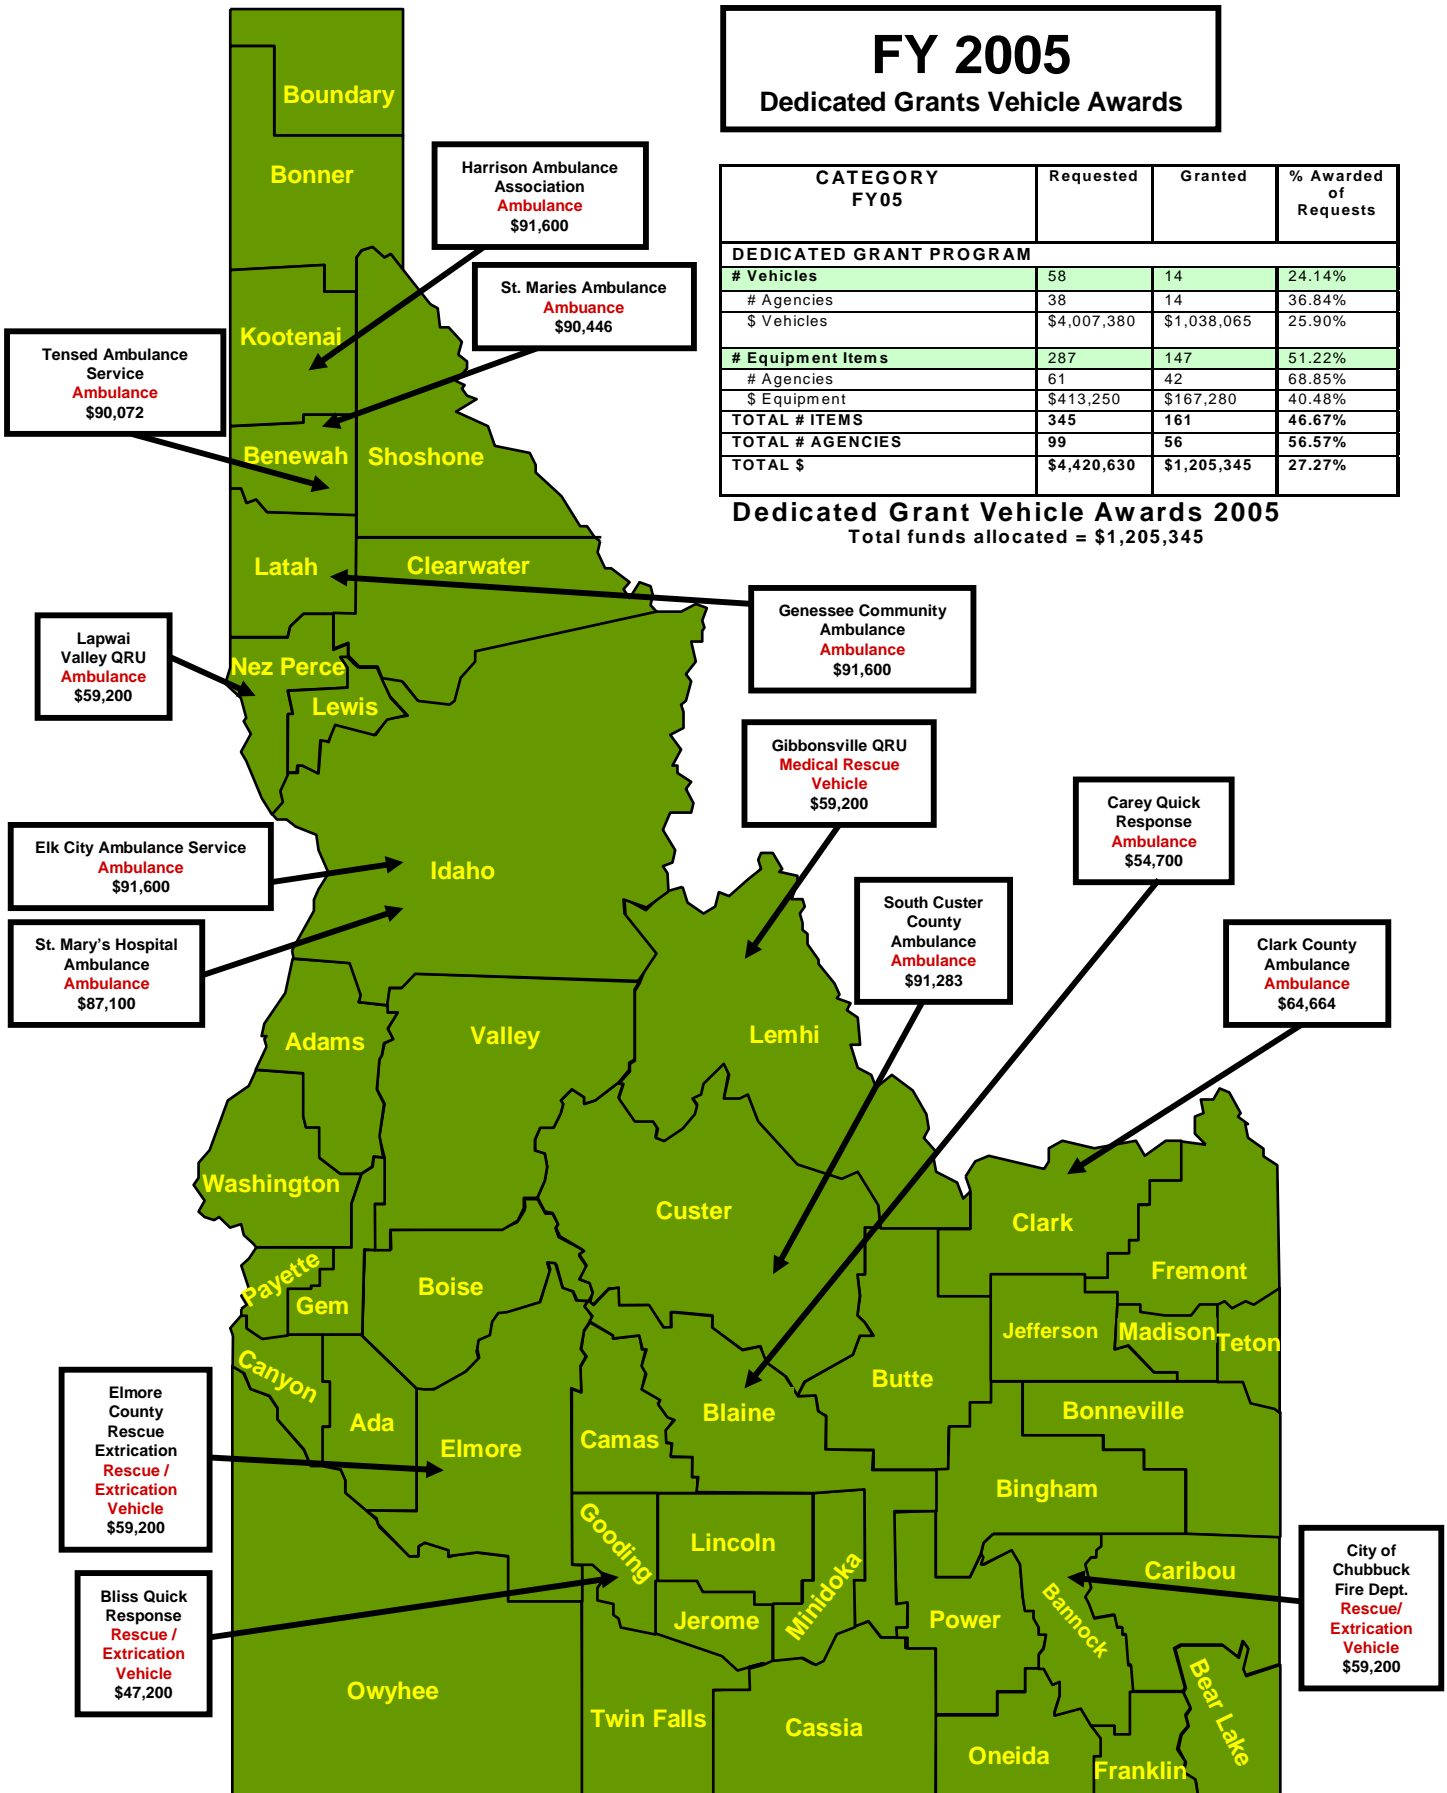 FY 2005
Dedicated Grants Vehicle Awards
CATEGORY FY05 Requested Granted % Awarded of Requests
DEDICATED GRANT PROGRAM
# Vehicles 58 14 24.14%
# Agencies 38 14 36.84%
$ Vehicles $4,007,380 $1,038,065 25.90%
# Equipment Items 287 147 51.22%
# Agencies 61 42 68.85%
$ Equipment $413,250 $167,280 40.48%
TOTAL # ITEMS 345 161 46.67%
TOTAL # AGENCIES 99 56 56.57%
TOTAL $ $4,420,630 $1,205,345 27.27%
Dedicated Grant Vehicle Awards 2005
Total funds allocated = $1,205,345
Boundary
Bonner
Harrison Ambulance
Association
Ambulance
$91,600
St. Maries Ambulance
Ambuance
$90,446
Kootenai
Tensed Ambulance
Service
Ambulance
$90,072
Benewah
Shoshone
Latah
Clearwater
Genessee Community
Ambulance
Ambulance
$91,600
Lapwai
Valley QRU
Ambulance
$59,200
Nez Perce
Lewis
Gibbonsville QRU
Medical Rescue
Vehicle
$59,200
Carey Quick
Response
Ambulance
$54,700
Elk City Ambulance Service
Ambulance
$91,600
Idaho
South Custer
County
Ambulance
Ambulance
$91,283
St. Mary’s Hospital
Ambulance
Ambulance
$87,100
Clark County
Ambulance
Ambulance
$64,664
Adams
Valley
Lemhi
Washington
Custer
Clark
Payette
Gem
Boise
Fremont
Jefferson
Madison
Teton
Canyon
Ada
Elmore
Camas
Blaine
Butte
Bonneville
Elmore
County
Rescue
Extrication
Rescue /
Extrication
Vehicle
$59,200
Bingham
Gooding
Lincoln
Minidoka
Jerome
Power
Bannock
Caribou
City of
Chubbuck
Fire Dept.
Rescue/
Extrication
Vehicle
$59,200
Bliss Quick
Response
Rescue /
Extrication
Vehicle
$47,200
Owyhee
Twin Falls
Cassia
Oneida
Franklin
Bear Lake